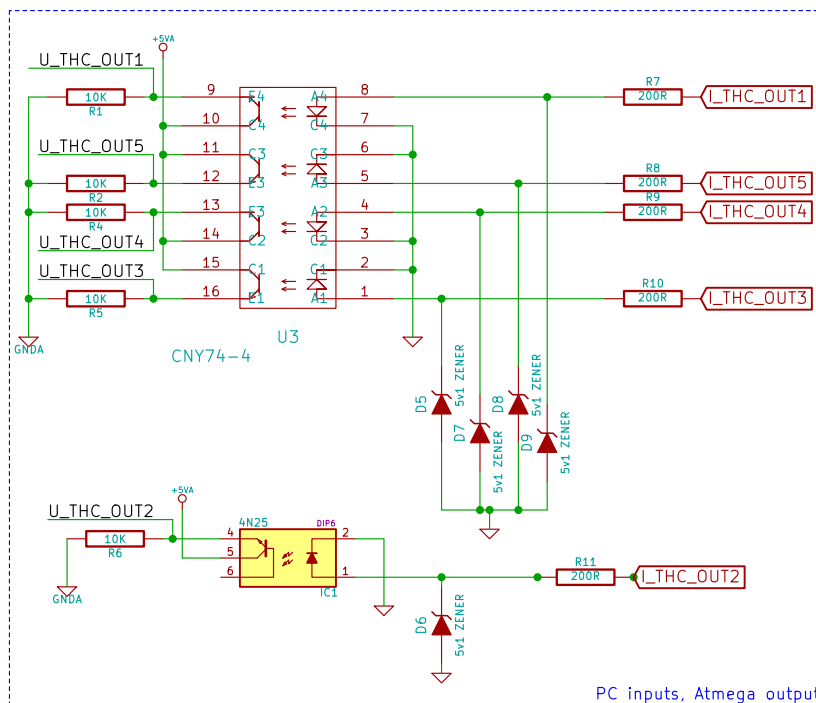 +5VA
U_THC_OUT1
10K
R1
9
E4
A4
8
R7
200R
I_THC_OUT1
10
C4
C4
7
11
C3
C3
6
U_THC_OUT5
10K
R2
12
E3
A3
5
R8
200R
I_THC_OUT5
10K
R4
13
E3
A2
4
R9
200R
I_THC_OUT4
U_THC_OUT4
14
C2
C2
3
U_THC_OUT3
15
C1
C1
2
10K
R5
16
E1
A1
1
R10
200R
I_THC_OUT3
GNDA
U3
CNY74-4
D5
5v1 ZENER
D7
5v1 ZENER
D8
5v1 ZENER
D9
5v1 ZENER
+5VA
U_THC_OUT2
10K
R6
GNDA
4N25
DIP6
4
5
6
2
1
IC1
R11
200R
I_THC_OUT2
D6
5v1 ZENER
PC inputs, Atmega output